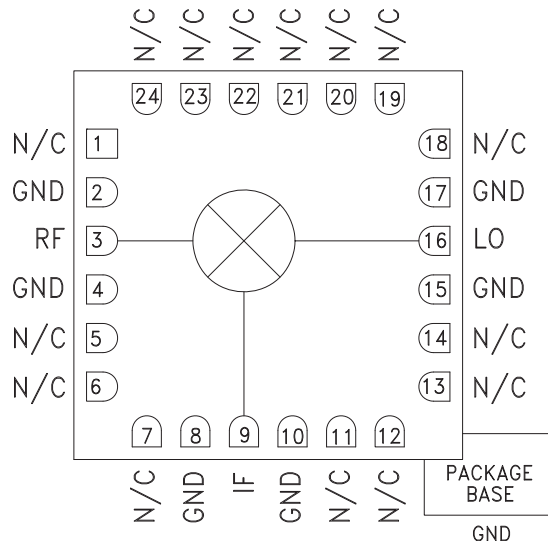 N/C N/C N/C N/C N/C N/C
24 23 22 21 20 19
N/C 1 18 N/C
GND 2 17 GND
RF 3 16 LO
GND 4 15 GND
N/C 5 14 N/C
N/C 6 13 N/C
7 8 9 10 11 12
N/C GND IF GND N/C N/C
PACKAGE
BASE
GND